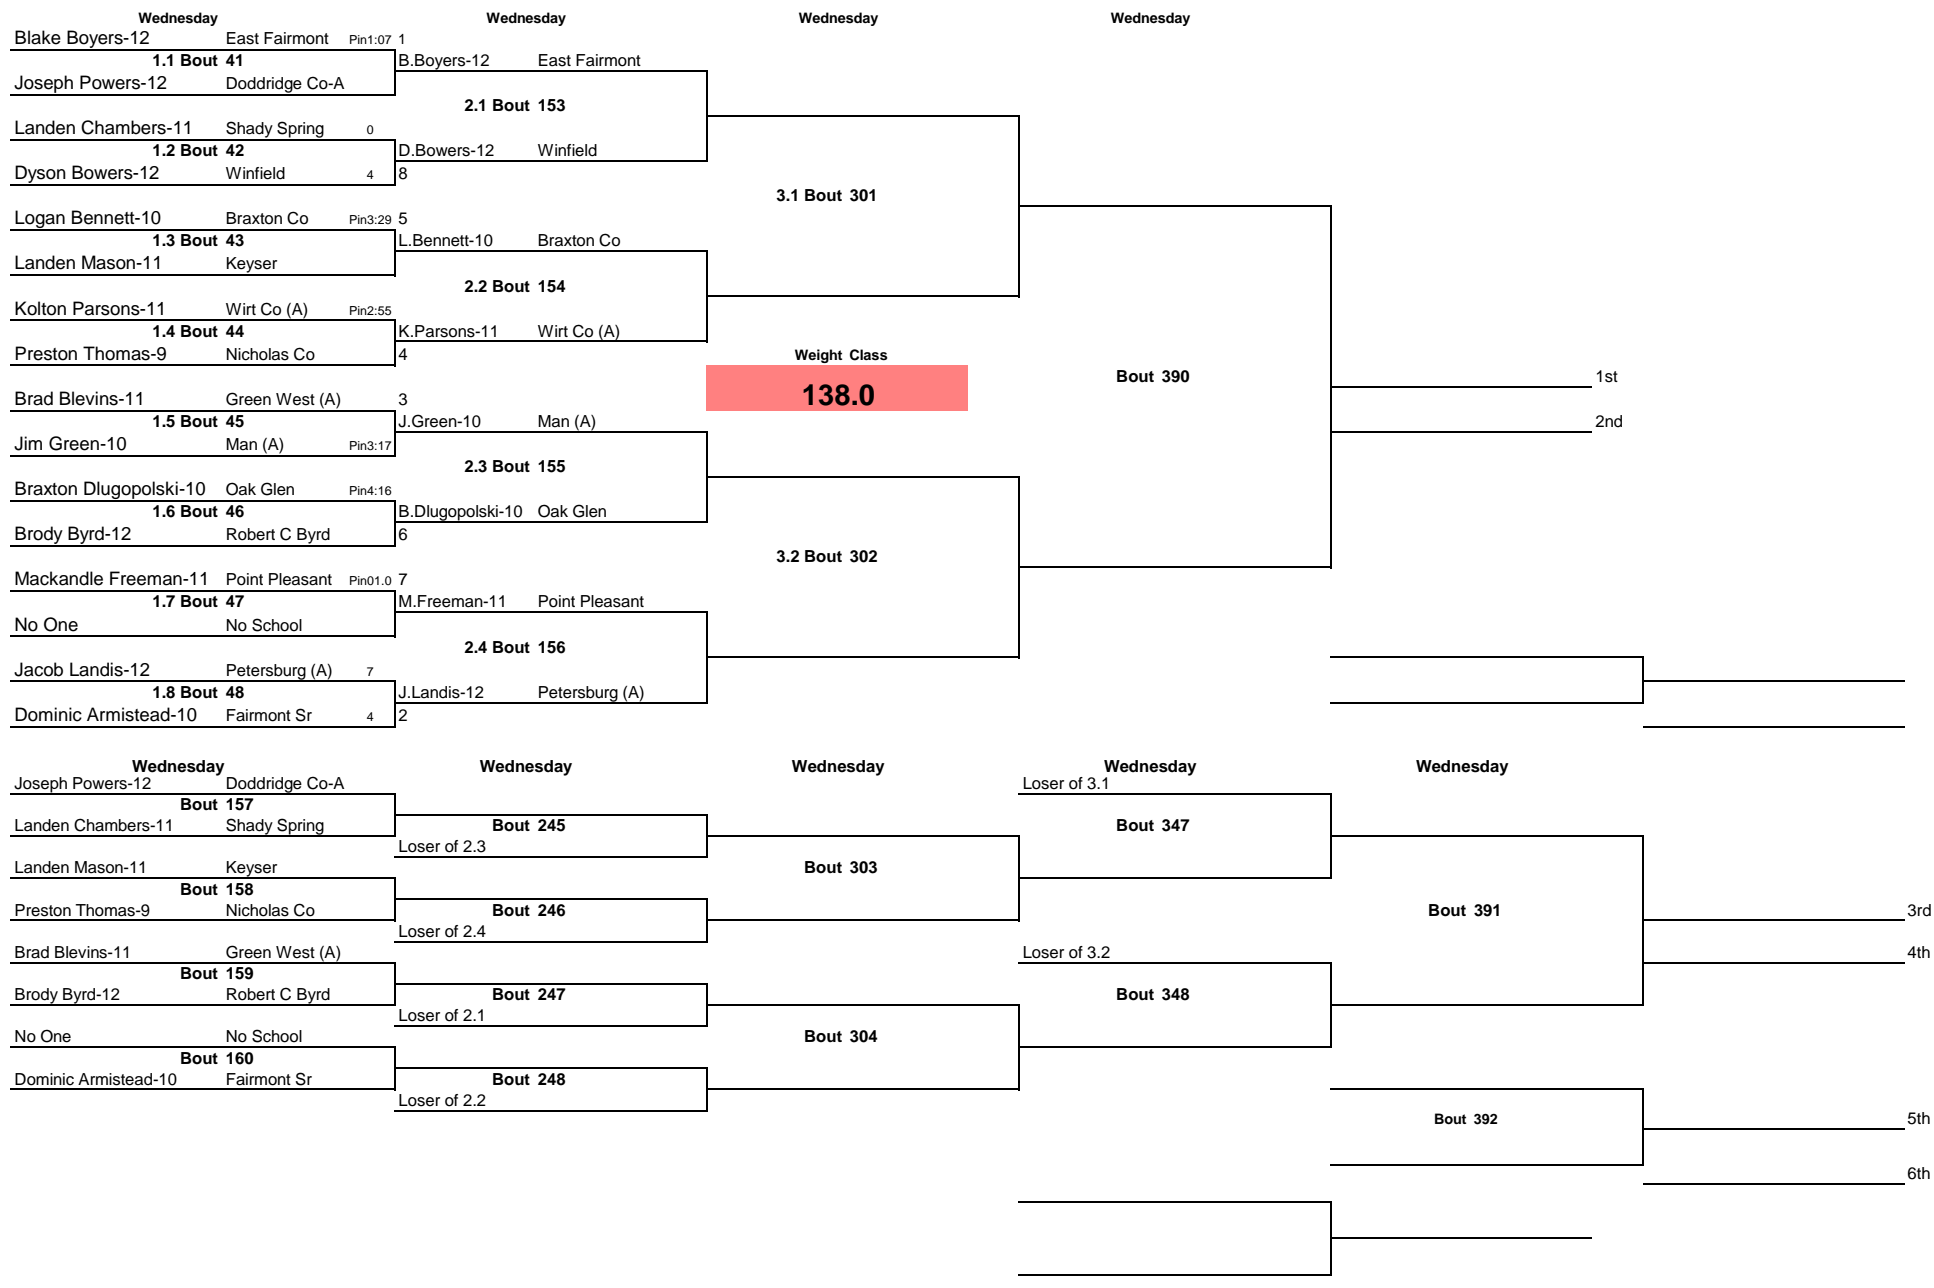 Wednesday Wednesday Wednesday Wednesday
Blake Boyers-12 East Fairmont Pin1:07 1
1.1 Bout 41 B.Boyers-12 East Fairmont
Joseph Powers-12 Doddridge Co-A
2.1 Bout 153
Landen Chambers-11 Shady Spring 0
1.2 Bout 42 D.Bowers-12 Winfield
Dyson Bowers-12 Winfield 4 8
3.1 Bout 301
Logan Bennett-10 Braxton Co Pin3:29 5
1.3 Bout 43 L.Bennett-10 Braxton Co
Landen Mason-11 Keyser
2.2 Bout 154
Kolton Parsons-11 Wirt Co (A) Pin2:55
1.4 Bout 44 K.Parsons-11 Wirt Co (A)
Preston Thomas-9 Nicholas Co 4 Weight Class
Bout 390 1st
138.0
Brad Blevins-11 Green West (A) 3
1.5 Bout 45 J.Green-10 Man (A) 2nd
Jim Green-10 Man (A) Pin3:17
2.3 Bout 155
Braxton Dlugopolski-10 Oak Glen Pin4:16
1.6 Bout 46 B.Dlugopolski-10 Oak Glen
Brody Byrd-12 Robert C Byrd 6
3.2 Bout 302
Mackandle Freeman-11 Point Pleasant Pin01.0 7
1.7 Bout 47 M.Freeman-11 Point Pleasant
No One No School
2.4 Bout 156
Jacob Landis-12 Petersburg (A) 7
1.8 Bout 48 J.Landis-12 Petersburg (A)
Dominic Armistead-10 Fairmont Sr 4 2
Wednesday Wednesday Wednesday Wednesday Wednesday
Joseph Powers-12 Doddridge Co-A Loser of 3.1
Bout 157
Landen Chambers-11 Shady Spring Bout 245 Bout 347
Loser of 2.3
Landen Mason-11 Keyser Bout 303
Bout 158
Preston Thomas-9 Nicholas Co Bout 246 Bout 391 3rd
Loser of 2.4
Brad Blevins-11 Green West (A) Loser of 3.2 4th
Bout 159
Brody Byrd-12 Robert C Byrd Bout 247 Bout 348
Loser of 2.1
No One No School Bout 304
Bout 160
Dominic Armistead-10 Fairmont Sr Bout 248
Loser of 2.2
Bout 392 5th
6th